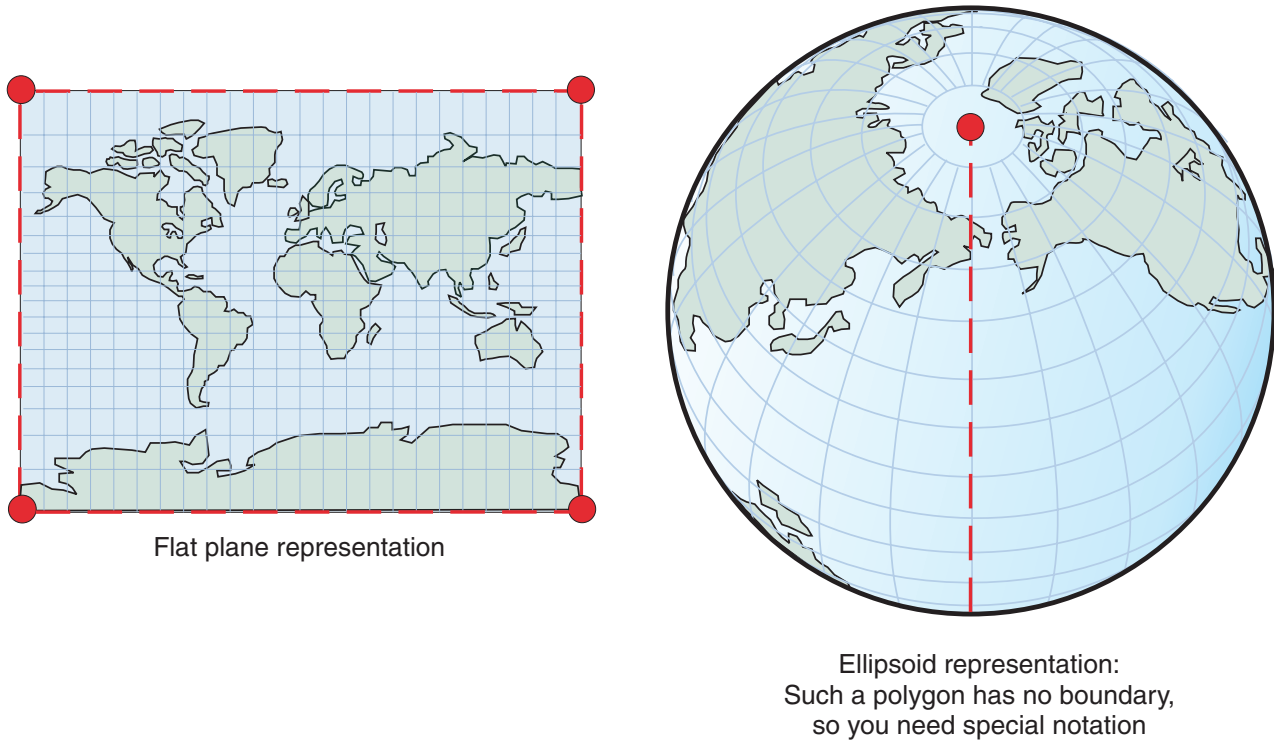 Flat plane representation
Ellipsoid representation:
Such a polygon has no boundary,
so you need special notation